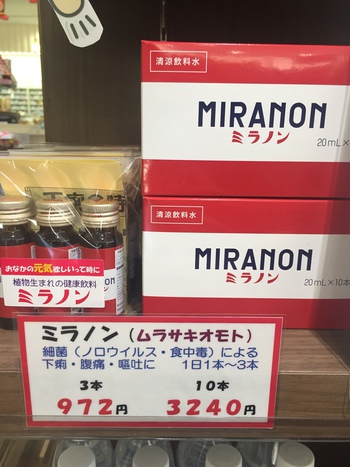 清涼飲料水
MIRANON
ミラノン
20mL×
清涼飲料水
MIRANON
ミラノン
20mL×10本
おなかの元気欲しいって時に
植物生まれの健康飲料
ミラノン
ミラノン（ムラサキオモト）
細菌（ノロウイルス・食中毒）による
下痢・腹痛・嘔吐に 1日1本～3本
3本 10本
972円 3240円